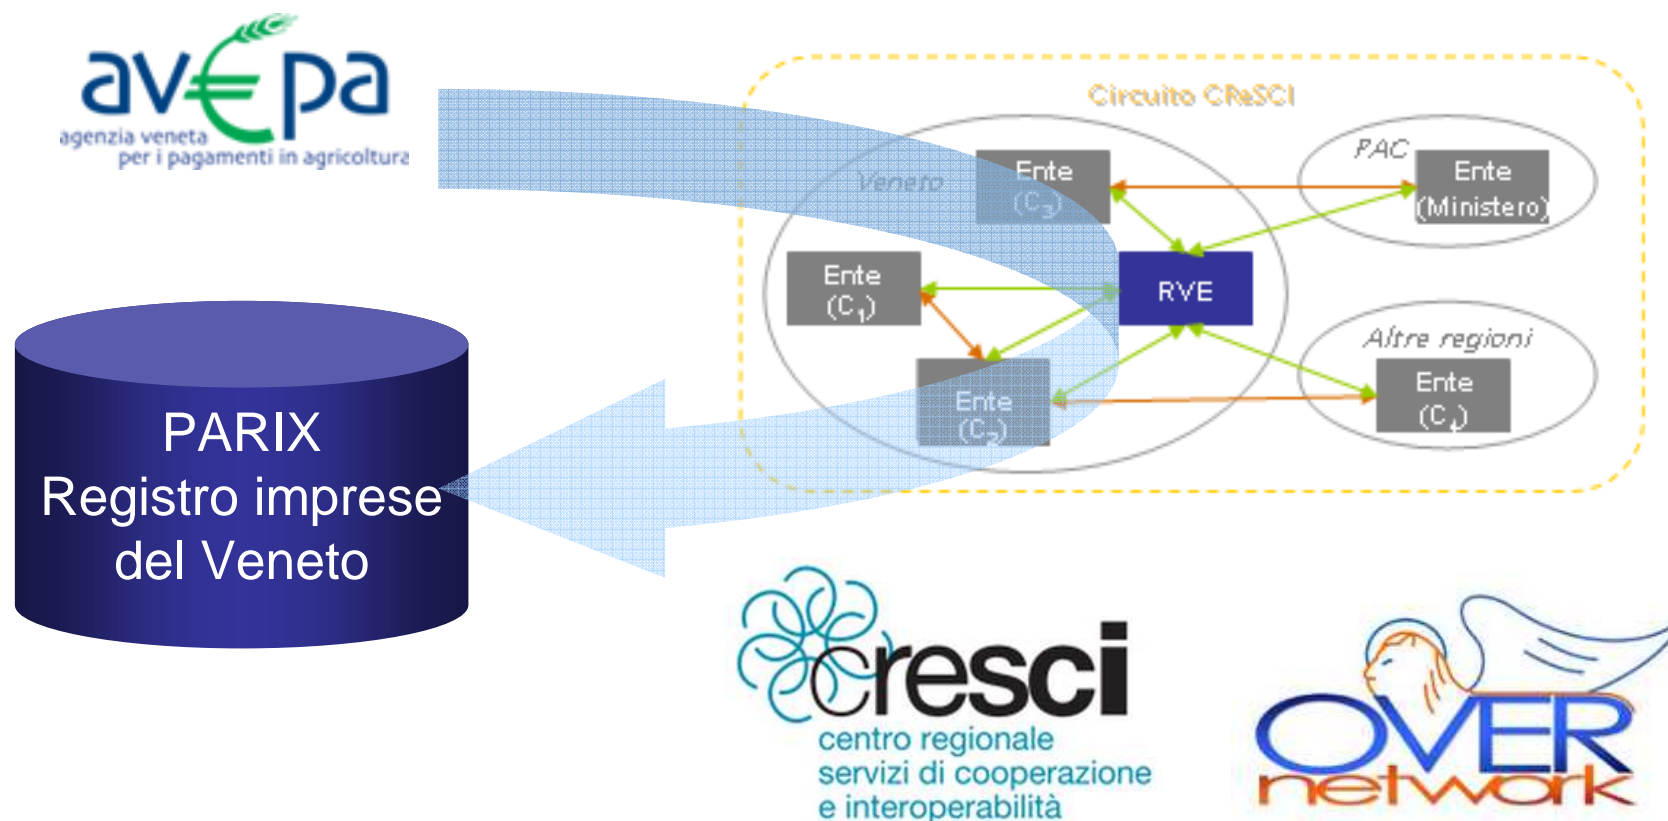 avepa
agenzia veneta
per i pagamenti in agricoltura
Circuito CReSCI
Veneto
Ente
(C3)
PAC
Ente
(Ministero)
Ente
(C1)
RVE
Altre regioni
Ente
(C2)
Ente
PARIX
Registro imprese
del Veneto
cresci
centro regionale
servizi di cooperazione
e interoperabilità
OVER
network